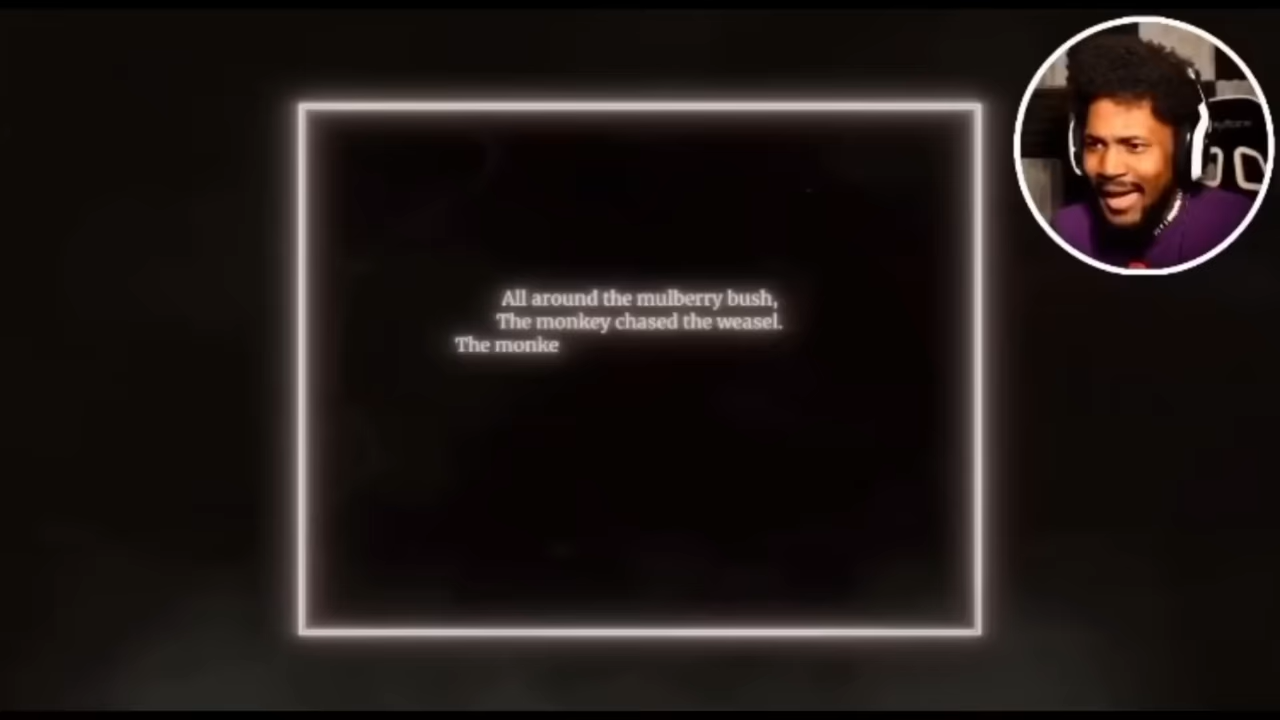 All around the mulberry bush,
The monkey chased the weasel.
The monke